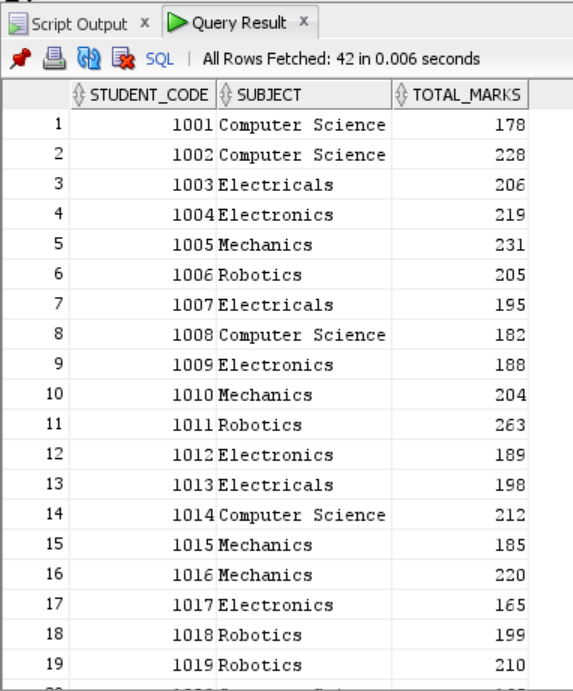 Script Output x Query Result x
SQL | All Rows Fetched: 42 in 0.006 seconds
STUDENT_CODE SUBJECT TOTAL_MARKS
1 1001 Computer Science 178
2 1002 Computer Science 228
3 1003 Electricals 206
4 1004 Electronics 219
5 1005 Mechanics 231
6 1006 Robotics 205
7 1007 Electricals 195
8 1008 Computer Science 182
9 1009 Electronics 188
10 1010 Mechanics 204
11 1011 Robotics 263
12 1012 Electronics 189
13 1013 Electricals 198
14 1014 Computer Science 212
15 1015 Mechanics 185
16 1016 Mechanics 220
17 1017 Electronics 165
18 1018 Robotics 199
19 1019 Robotics 210